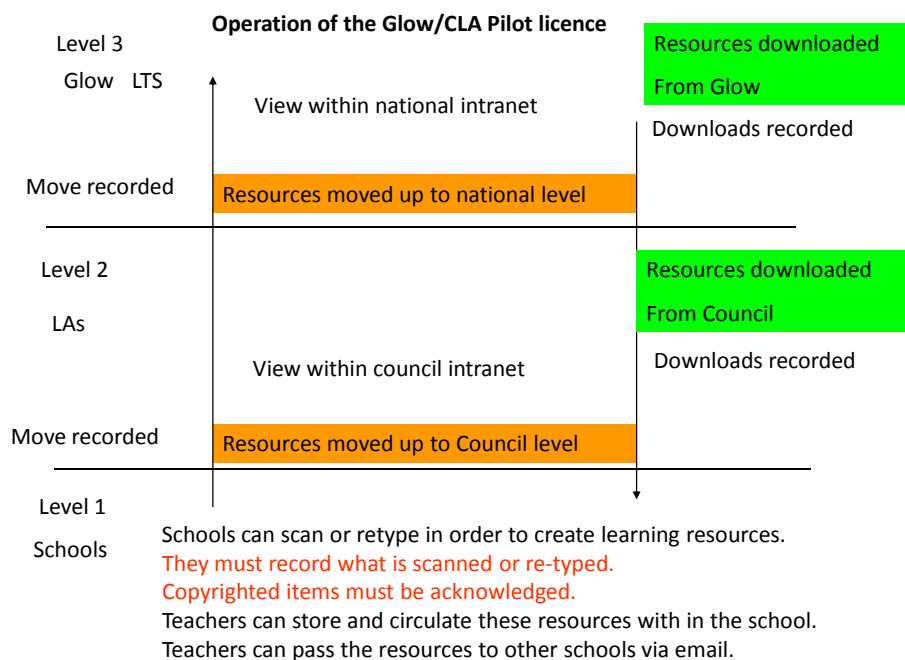 Operation of the Glow/CLA Pilot licence
Level 3
Glow LTS
Resources downloaded
From Glow
View within national intranet
Downloads recorded
Move recorded
Resources moved up to national level
Level 2
LAs
Resources downloaded
From Council
View within council intranet
Downloads recorded
Move recorded
Resources moved up to Council level
Level 1
Schools
Schools can scan or retype in order to create learning resources.
They must record what is scanned or re-typed.
Copyrighted items must be acknowledged.
Teachers can store and circulate these resources with in the school.
Teachers can pass the resources to other schools via email.